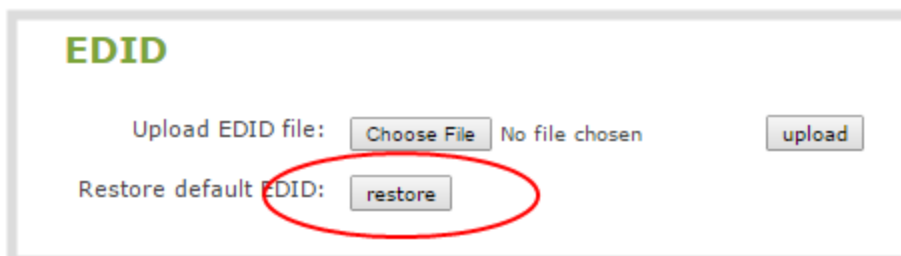 EDID
Upload EDID file: Choose File No file chosen upload
Restore default EDID: restore